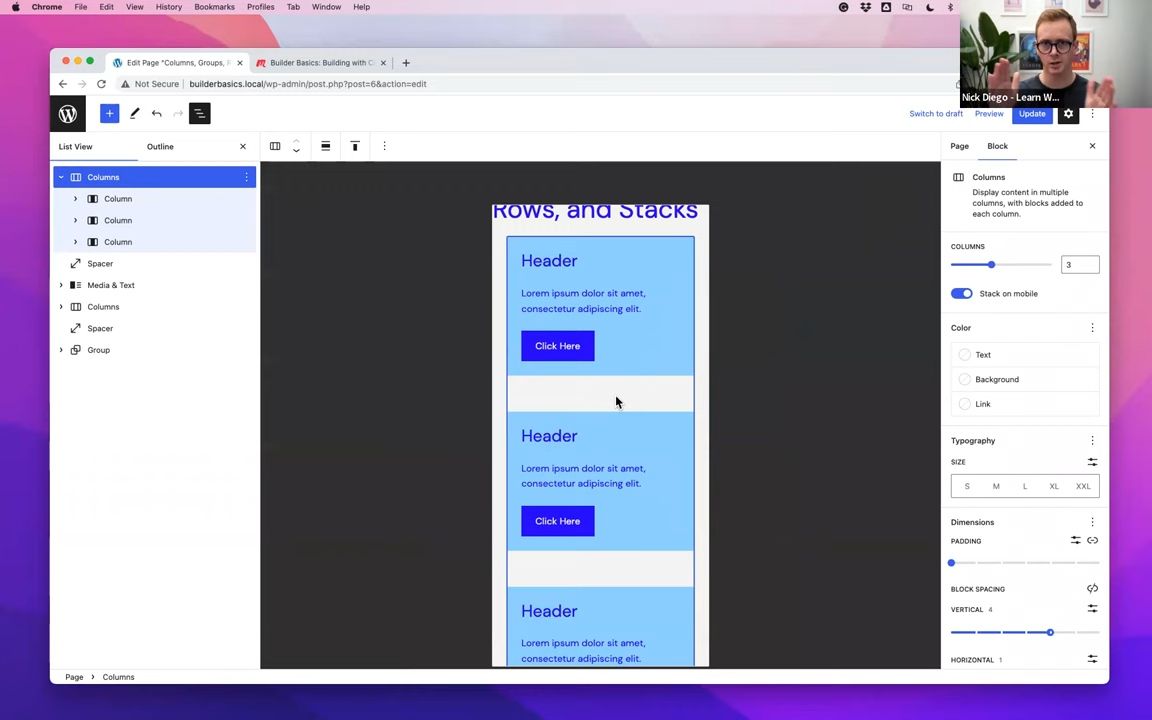 Chrome File Edit View History Bookmarks Profiles Tab Window Help
Edit Page "Columns, Groups, R
Builder Basics: Building with C
Nick Diego - Learn W...
Not Secure builderbasics.local/wp-admin/post.php?post=6&action=edit
Switch to draft Preview Update
List View Outline
Page Block
Columns
Column
Column
Column
Spacer
Media & Text
Columns
Spacer
Group
Rows, and Stacks
Header
Lorem ipsum dolor sit amet,
consectetur adipiscing elit.
Click Here
Header
Lorem ipsum dolor sit amet,
consectetur adipiscing elit.
Click Here
Header
Lorem ipsum dolor sit amet,
consectetur adipiscing elit.
Columns
Display content in multiple
columns, with blocks added to
each column.
COLUMNS
3
Stack on mobile
Color
Text
Background
Link
Typography
SIZE
S M L XL XXL
Dimensions
PADDING
BLOCK SPACING
VERTICAL 4
HORIZONTAL 1
Page > Columns